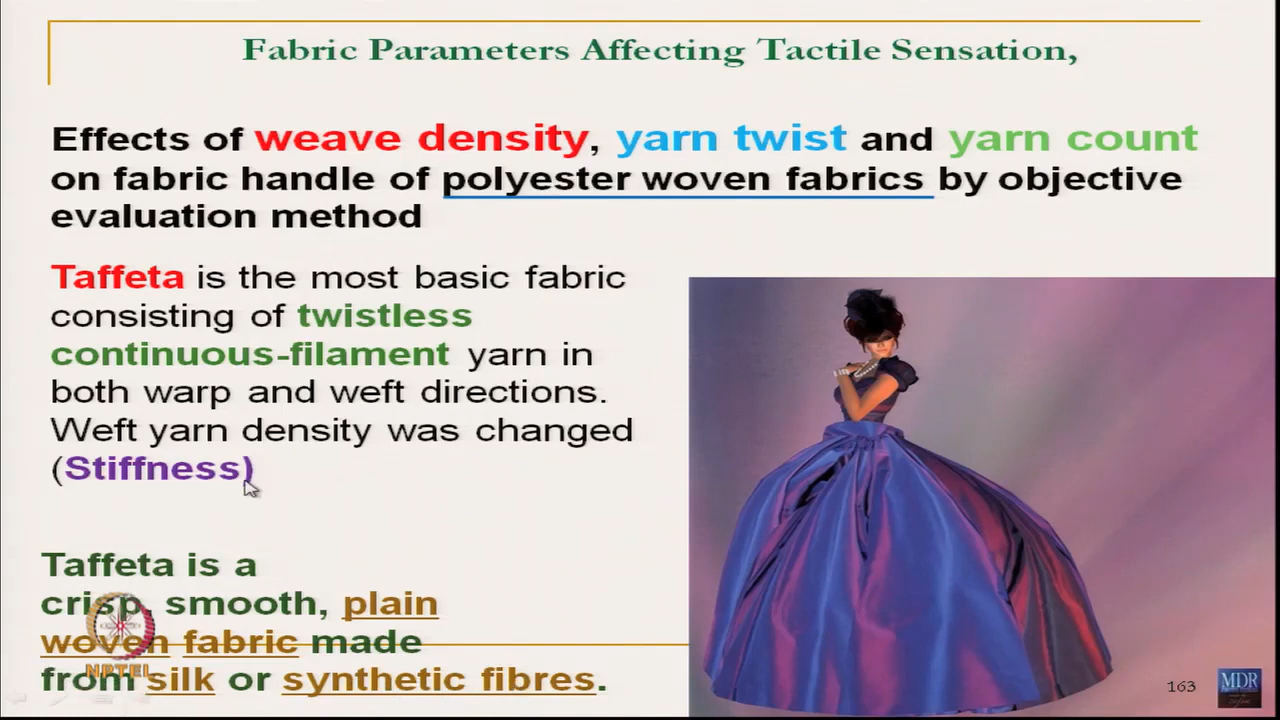 Fabric Parameters Affecting Tactile Sensation,
Effects of weave density, yarn twist and yarn count
on fabric handle of polyester woven fabrics by objective
evaluation method
Taffeta is the most basic fabric
consisting of twistless
continuous-filament yarn in
both warp and weft directions.
Weft yarn density was changed
(Stiffness)
Taffeta is a
crisp, smooth, plain
woven fabric made
from silk or synthetic fibres.
NPTEL
163
MDR